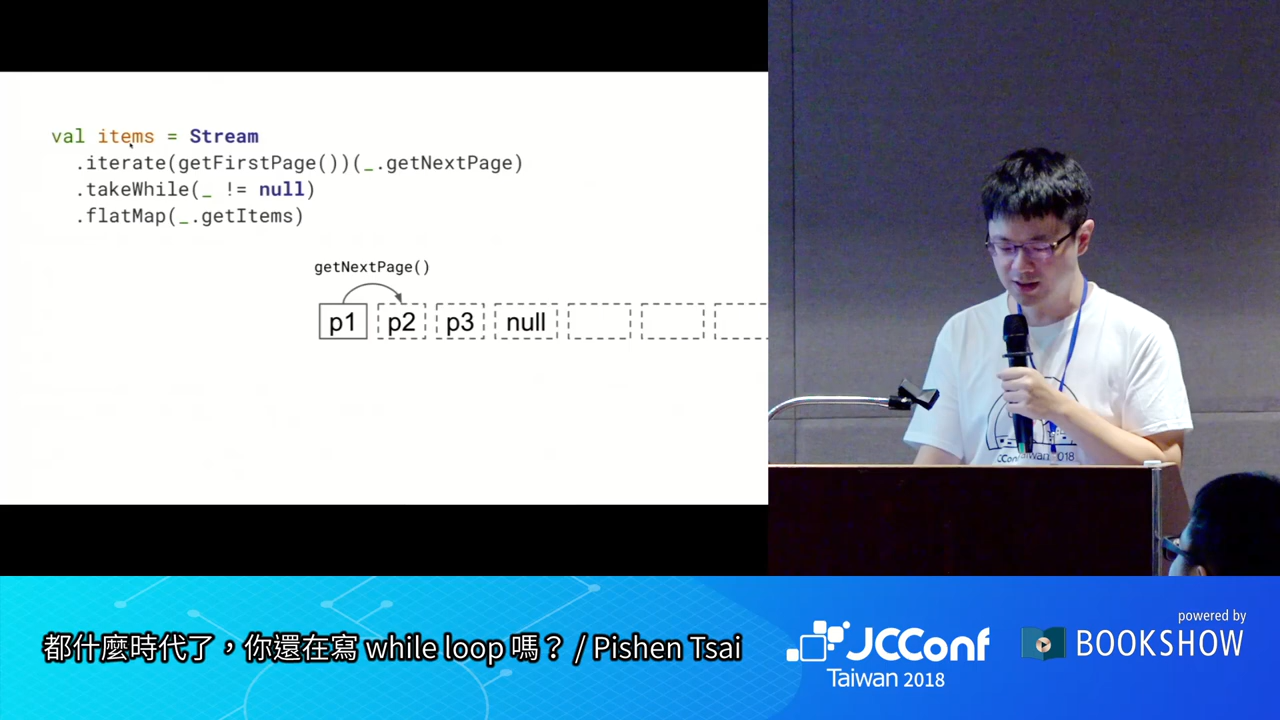 val items = Stream
.iterate(getFirstPage())(_.getNextPage)
.takeWhile(_ != null)
.flatMap(_.getItems)
getNextPage()
p1 p2 p3 null
JCConf Taiwan 2018
都什麼時代了，你還在寫 while loop 嗎？ / Pishen Tsai
JCConf
Taiwan 2018
powered by
BOOKSHOW